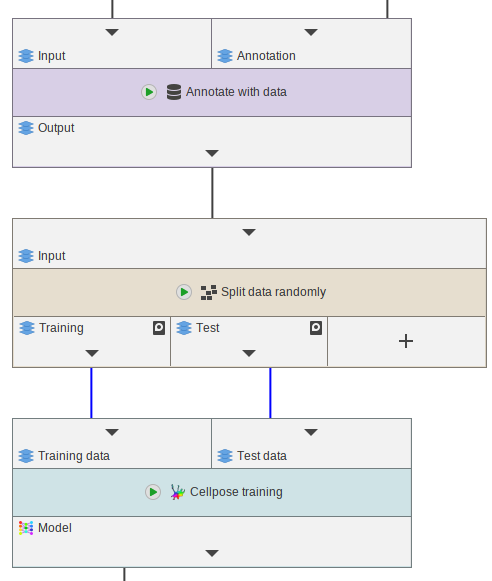 Input
Annotation
Annotate with data
Output
Input
Split data randomly
Training
Test
Training data
Test data
Cellpose training
Model